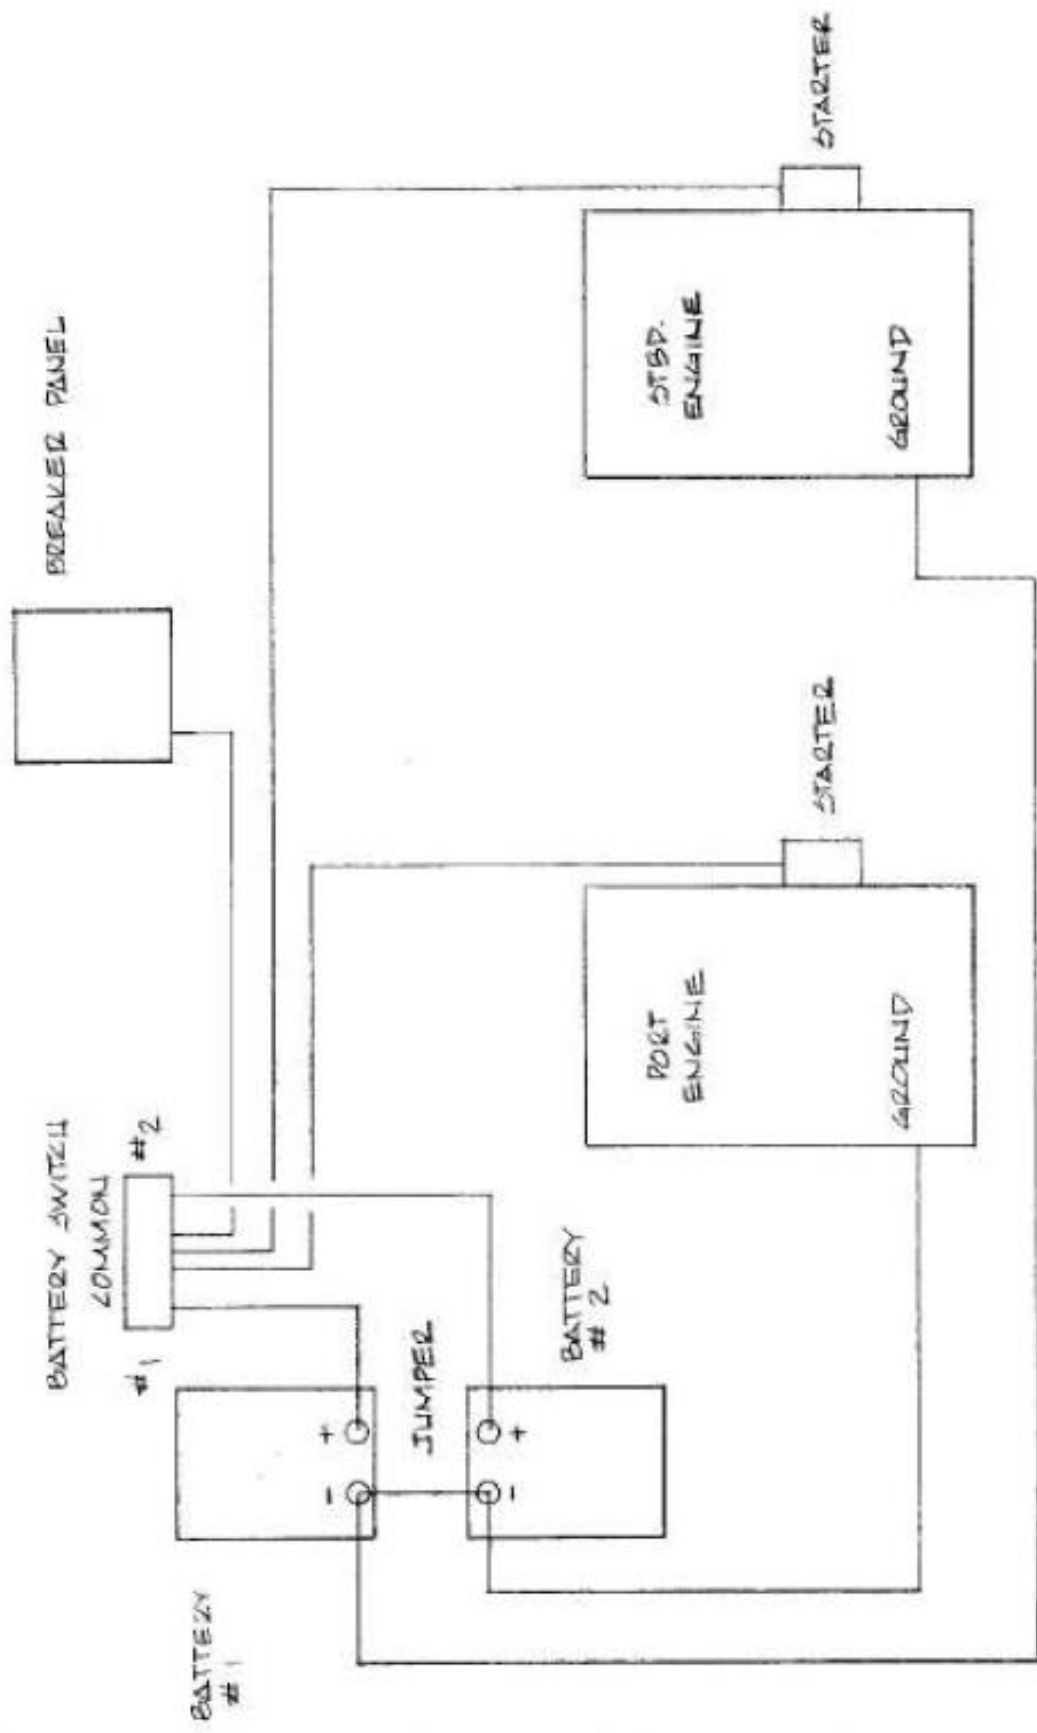 BREAKER PANEL
BATTERY SWITCH
COMMON
#1
#2
BATTERY
#1
-
+
JUMPER
-
+
BATTERY
#2
PORT
ENGINE
GROUND
STARTER
STBD.
ENGINE
GROUND
STARTER